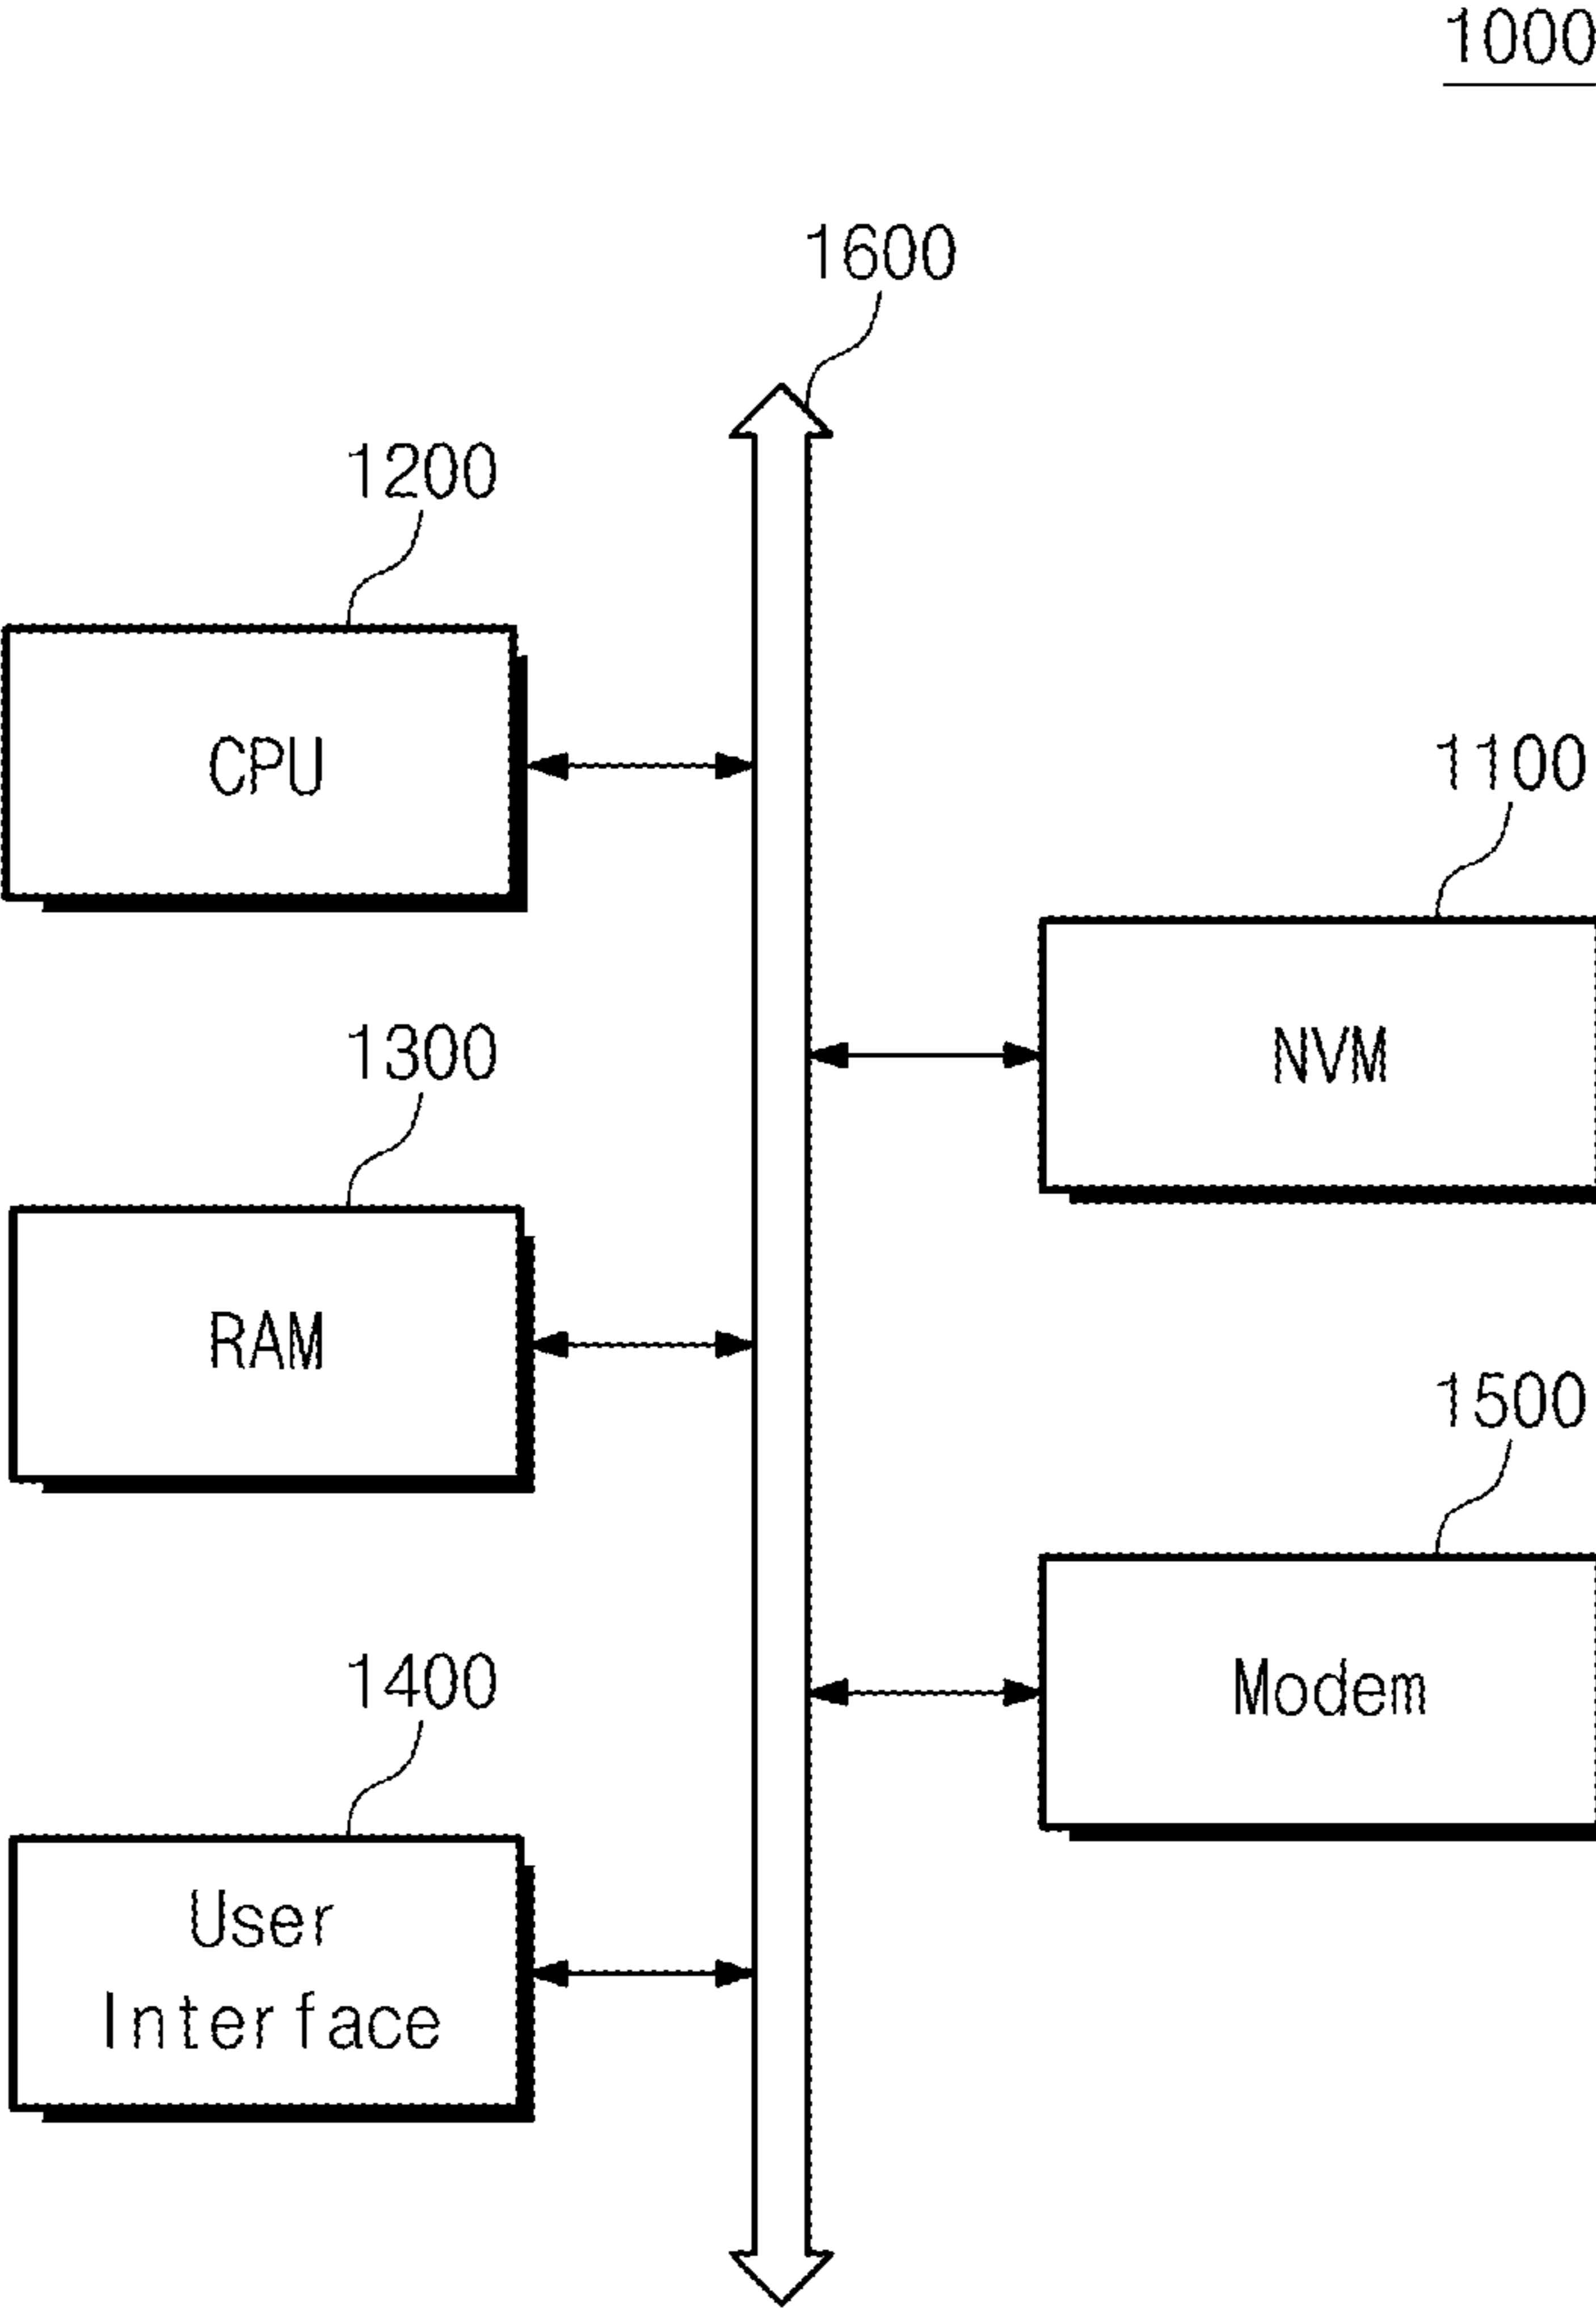 1000
1600
1200
CPU
1100
NVM
1300
RAM
1500
Modem
1400
User
Interface